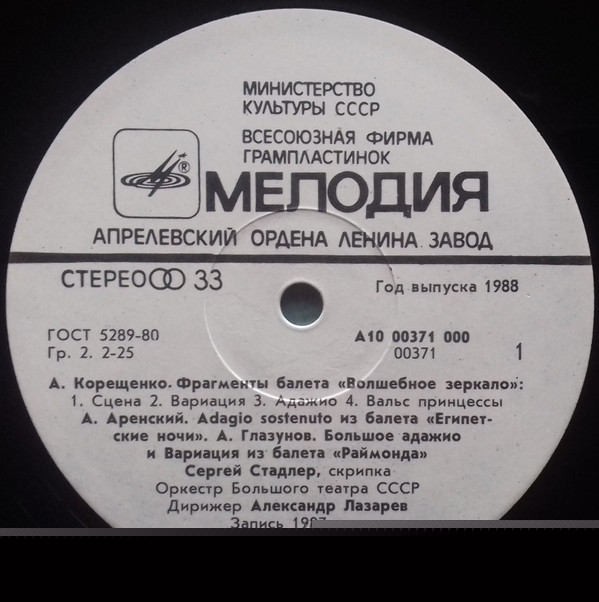 МИНИСТЕРСТВО
КУЛЬТУРЫ СССР
ВСЕСОЮЗНАЯ ФИРМА
ГРАМПЛАСТИНОК
®
МЕЛОДИЯ
АПРЕЛЕВСКИЙ ОРДЕНА ЛЕНИНА ЗАВОД
СТЕРЕО 33
Год выпуска 1988
ГОСТ 5289-80
Гр. 2. 2-25
А10 00371 000
00371
1
А. Корещенко. Фрагменты балета «Волшебное зеркало»:
1. Сцена 2. Вариация 3. Адажио 4. Вальс принцессы
А. Аренский. Adagio sostenuto из балета «Египет-
ские ночи». А. Глазунов. Большое адажио
и Вариация из балета «Раймонда»
Сергей Стадлер, скрипка
Оркестр Большого театра СССР
Дирижер Александр Лазарев
Запись